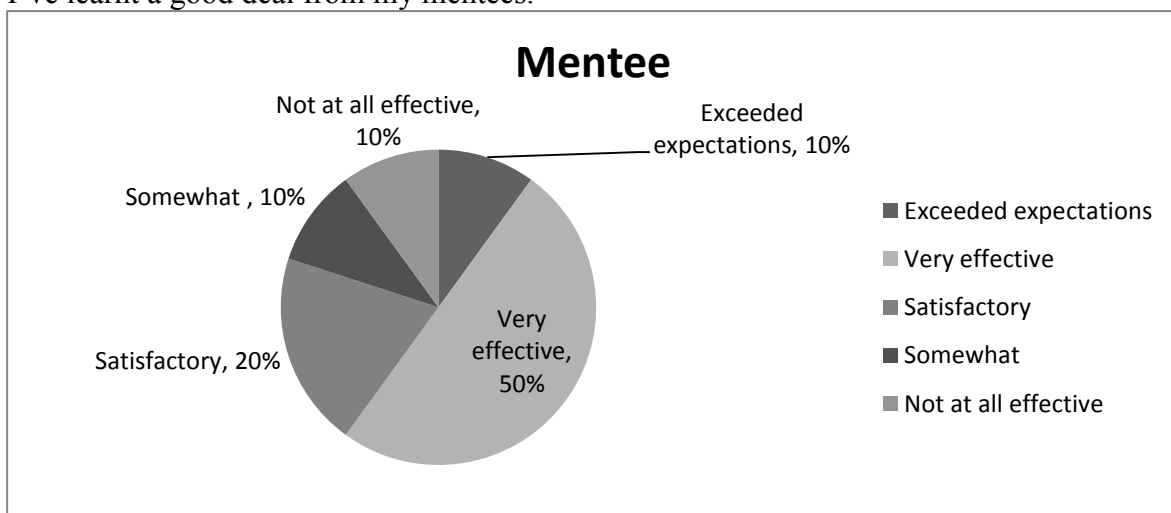 I've learnt a good deal from my mentees.
Mentee
Not at all effective,
10%
Exceeded
expectations, 10%
Somewhat , 10%
Satisfactory, 20%
Very
effective,
50%
Exceeded expectations
Very effective
Satisfactory
Somewhat
Not at all effective